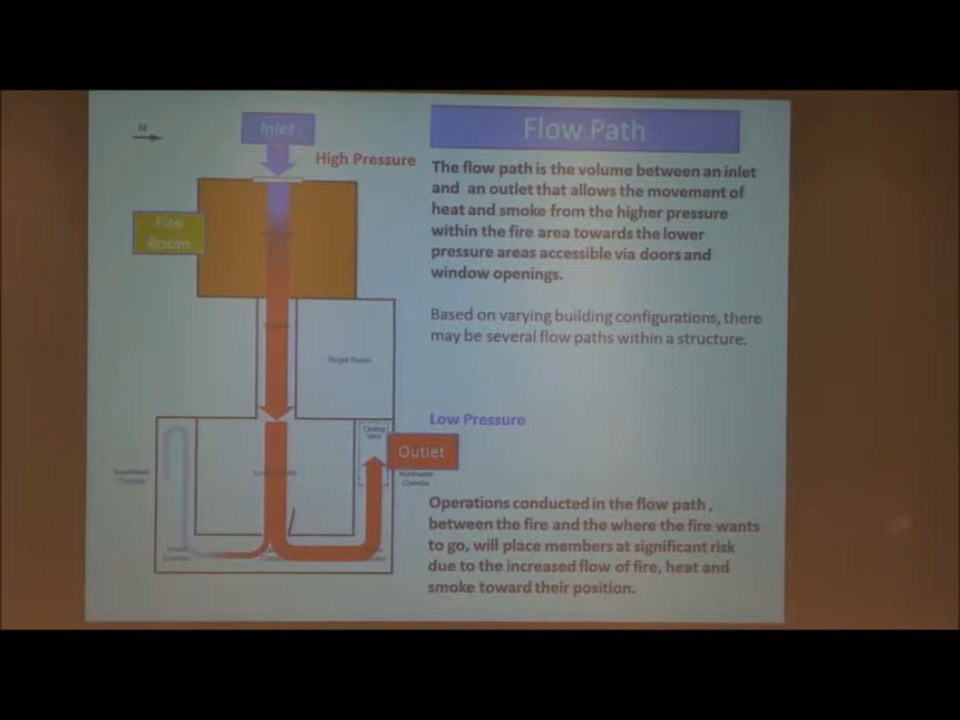 N
Inlet
High Pressure
Fire
Room
Target Room
Ceiling
Vent
Outlet
Corridor
Flow Path
The flow path is the volume between an inlet
and an outlet that allows the movement of
heat and smoke from the higher pressure
within the fire area towards the lower
pressure areas accessible via doors and
window openings.
Based on varying building configurations, there
may be several flow paths within a structure.
Low Pressure
Operations conducted in the flow path ,
between the fire and the where the fire wants
to go, will place members at significant risk
due to the increased flow of fire, heat and
smoke toward their position.